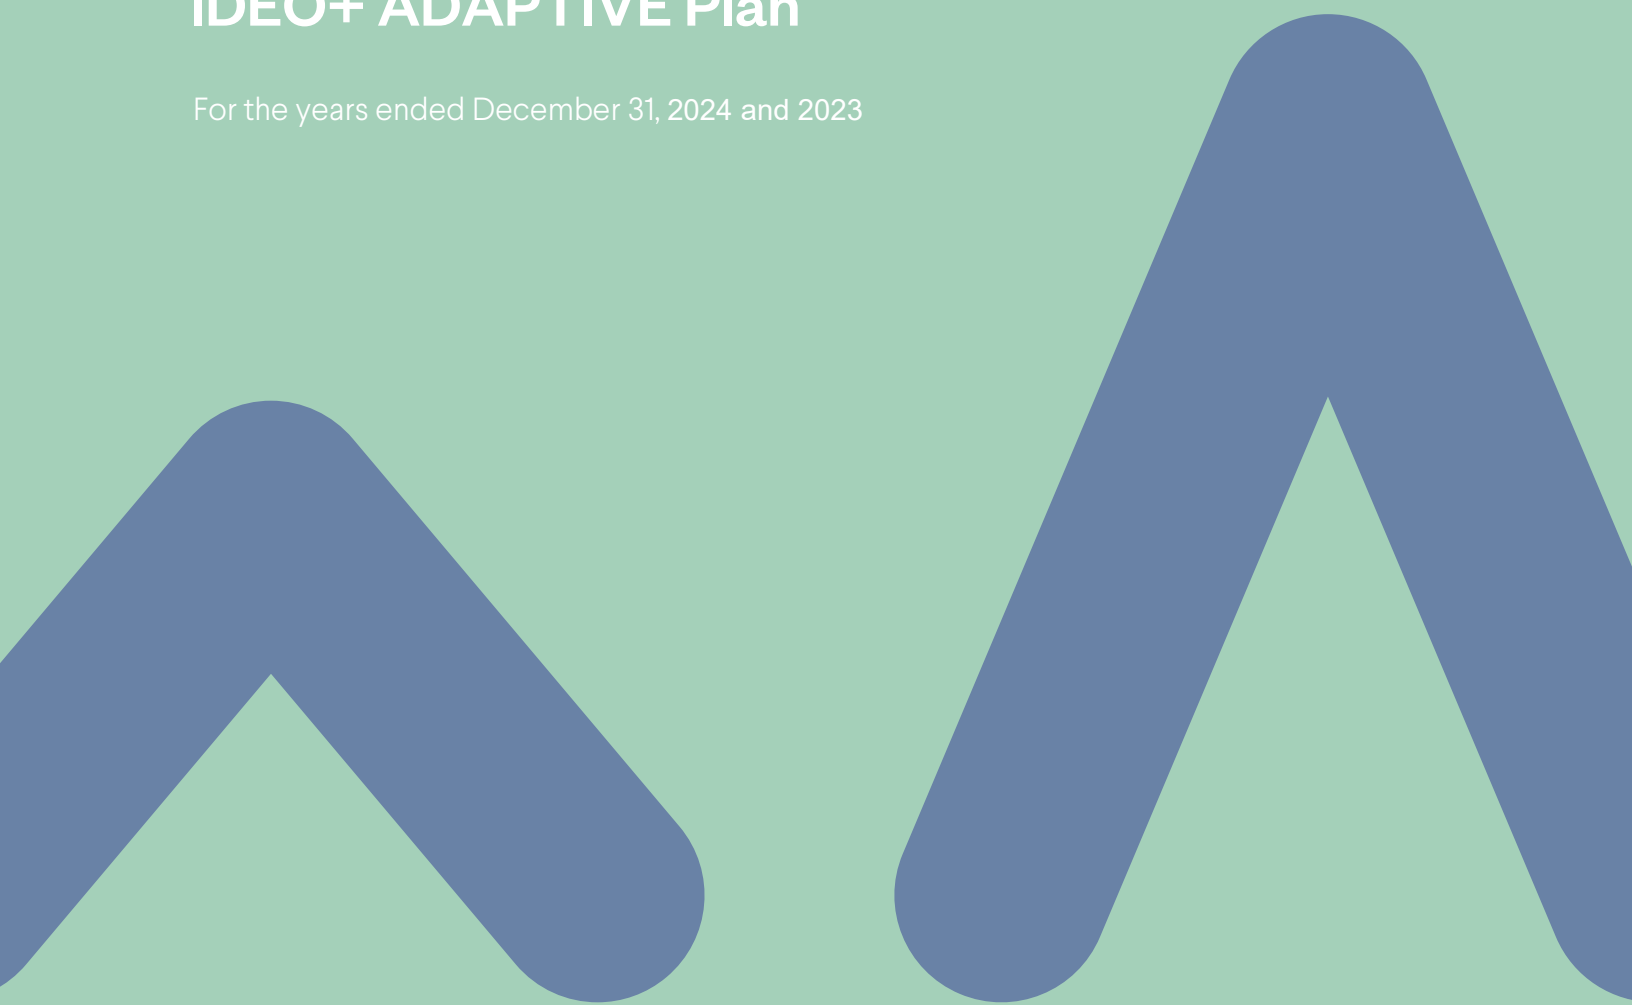 IDEO+ ADAPTIVE Plan
For the years ended December 31, 2024 and 2023